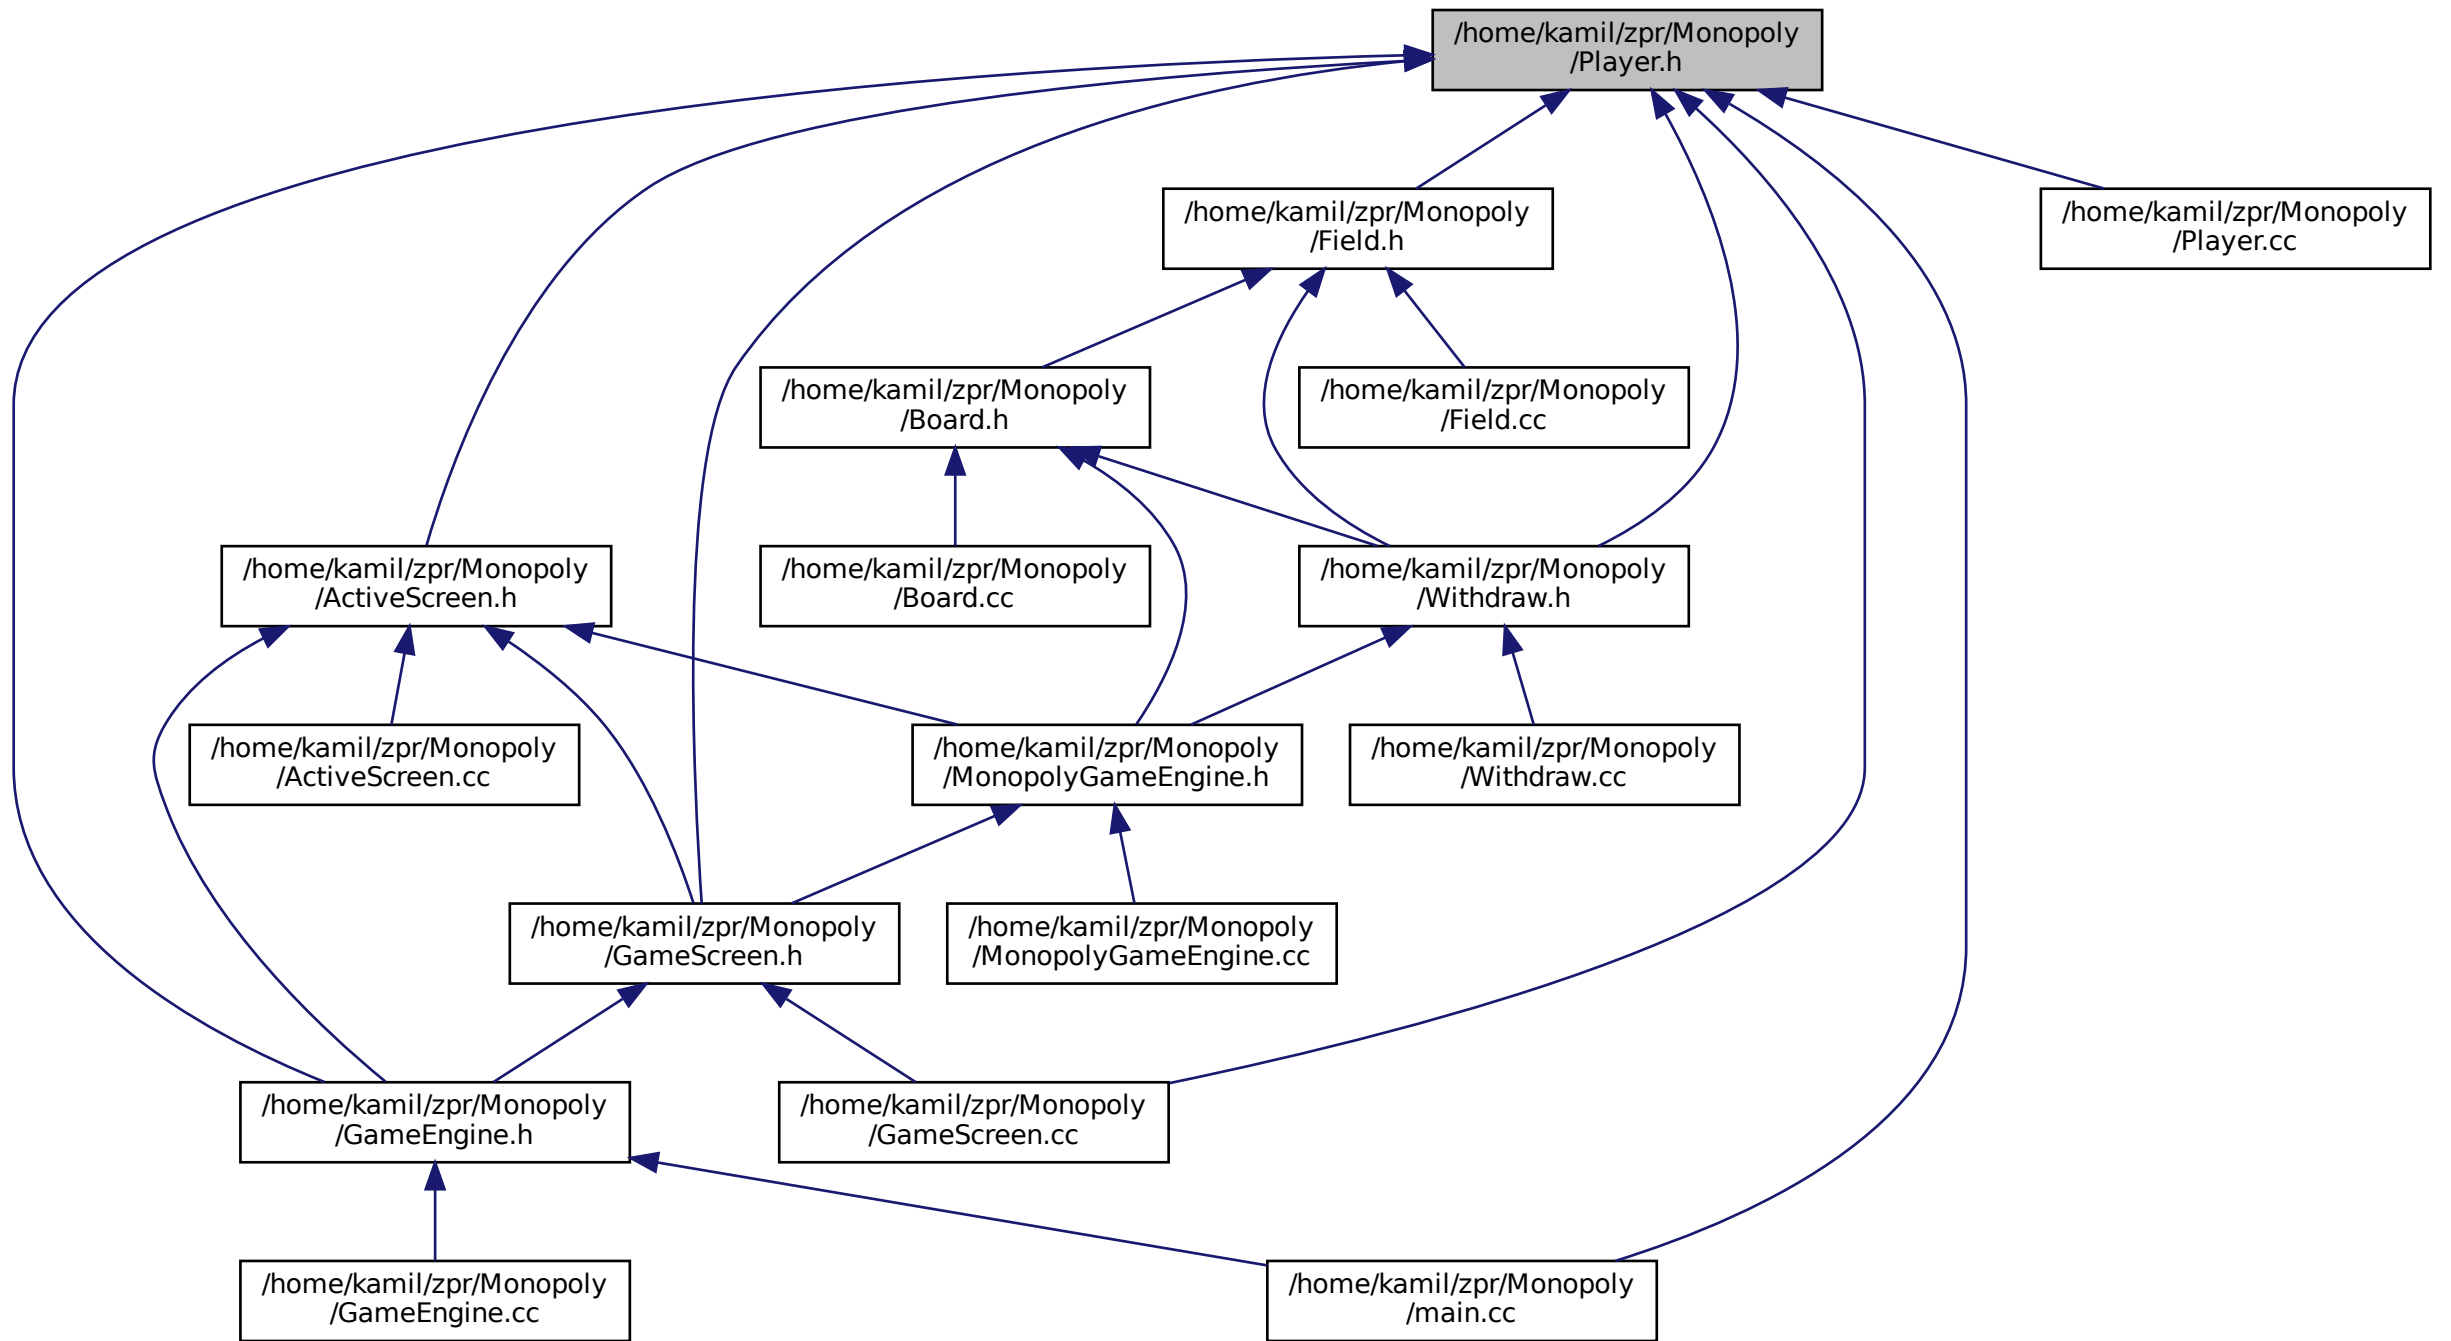 /home/kamil/zpr/Monopoly
/Player.h
/home/kamil/zpr/Monopoly
/Field.h
/home/kamil/zpr/Monopoly
/Player.cc
/home/kamil/zpr/Monopoly
/Board.h
/home/kamil/zpr/Monopoly
/Field.cc
/home/kamil/zpr/Monopoly
/ActiveScreen.h
/home/kamil/zpr/Monopoly
/Board.cc
/home/kamil/zpr/Monopoly
/Withdraw.h
/home/kamil/zpr/Monopoly
/ActiveScreen.cc
/home/kamil/zpr/Monopoly
/MonopolyGameEngine.h
/home/kamil/zpr/Monopoly
/Withdraw.cc
/home/kamil/zpr/Monopoly
/GameScreen.h
/home/kamil/zpr/Monopoly
/MonopolyGameEngine.cc
/home/kamil/zpr/Monopoly
/GameEngine.h
/home/kamil/zpr/Monopoly
/GameScreen.cc
/home/kamil/zpr/Monopoly
/GameEngine.cc
/home/kamil/zpr/Monopoly
/main.cc